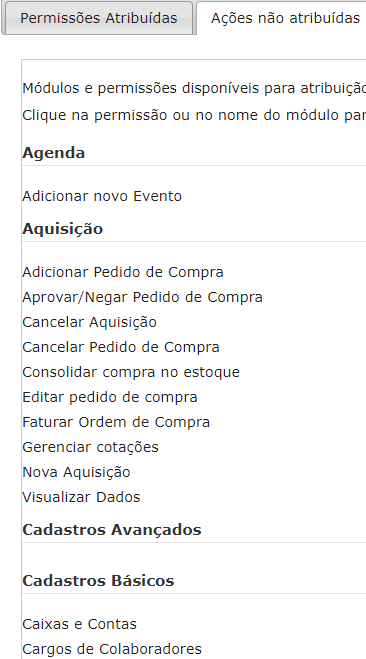 Permissões Atribuídas
Ações não atribuídas
Módulos e permissões disponíveis para atribuiçã
Clique na permissão ou no nome do módulo par
Agenda
Adicionar novo Evento
Aquisição
Adicionar Pedido de Compra
Aprovar/Negar Pedido de Compra
Cancelar Aquisição
Cancelar Pedido de Compra
Consolidar compra no estoque
Editar pedido de compra
Faturar Ordem de Compra
Gerenciar cotações
Nova Aquisição
Visualizar Dados
Cadastros Avançados
Cadastros Básicos
Caixas e Contas
Cargos de Colaboradores